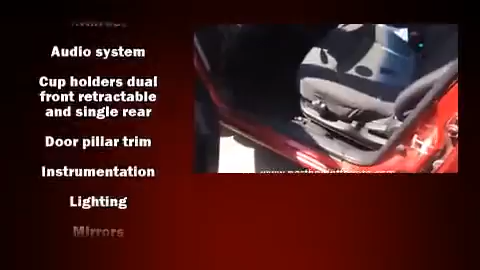 Audio system
Cup holders dual
front retractable
and single rear
Door pillar trim
Instrumentation
Lighting
Mirrors